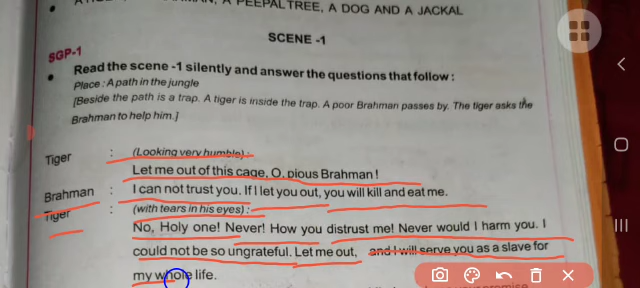 A PEEPAL TREE, A DOG AND A JACKAL
SCENE -1
SGP-1
• Read the scene -1 silently and answer the questions that follow :
Place : A path in the jungle
[Beside the path is a trap. A tiger is inside the trap. A poor Brahman passes by. The tiger asks the
Brahman to help him.]
Tiger : (Looking very humble) :
Let me out of this cage, O, pious Brahman !
Brahman : I can not trust you. If I let you out, you will kill and eat me.
Tiger : (with tears in his eyes) :
No, Holy one! Never! How you distrust me! Never would I harm you. I
could not be so ungrateful. Let me out, and I will serve you as a slave for
my whole life.